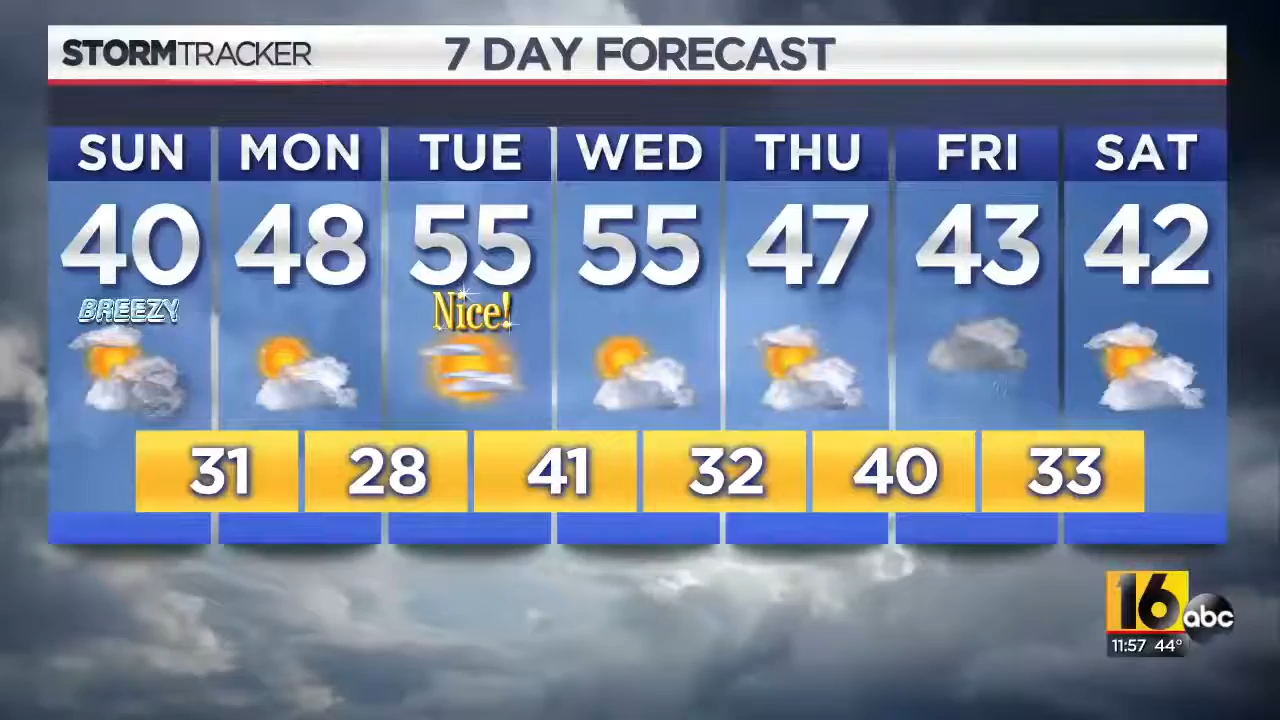 STORMTRACKER 7 DAY FORECAST
SUN MON TUE WED THU FRI SAT
40 48 55 55 47 43 42
BREEZY Nice!
31 28 41 32 40 33
16 abc
11:57 44°